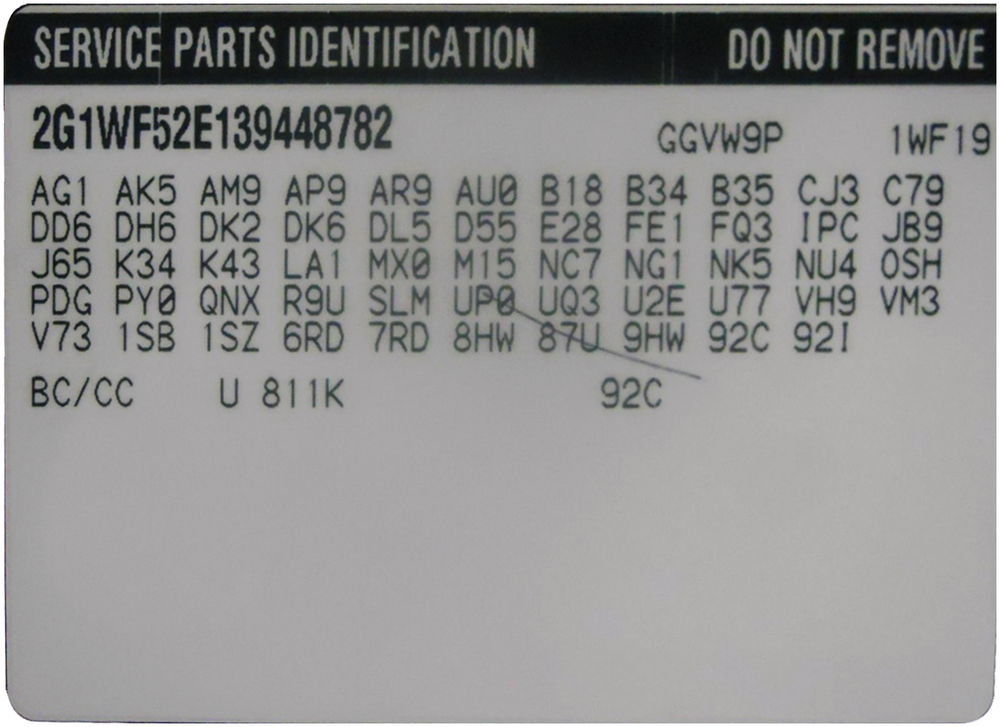 SERVICE PARTS IDENTIFICATION DO NOT REMOVE
2G1WF52E139448782 GGVW9P 1WF19
AG1 AK5 AM9 AP9 AR9 AU0 B18 B34 B35 CJ3 C79
DD6 DH6 DK2 DK6 DL5 D55 E28 FE1 FQ3 IPC JB9
J65 K34 K43 LA1 MX0 M15 NC7 NG1 NK5 NU4 OSH
PDG PY0 QNX R9U SLM UP0 UQ3 U2E U77 VH9 VM3
V73 1SB 1SZ 6RD 7RD 8HW 87U 9HW 92C 92I
BC/CC U 811K 92C